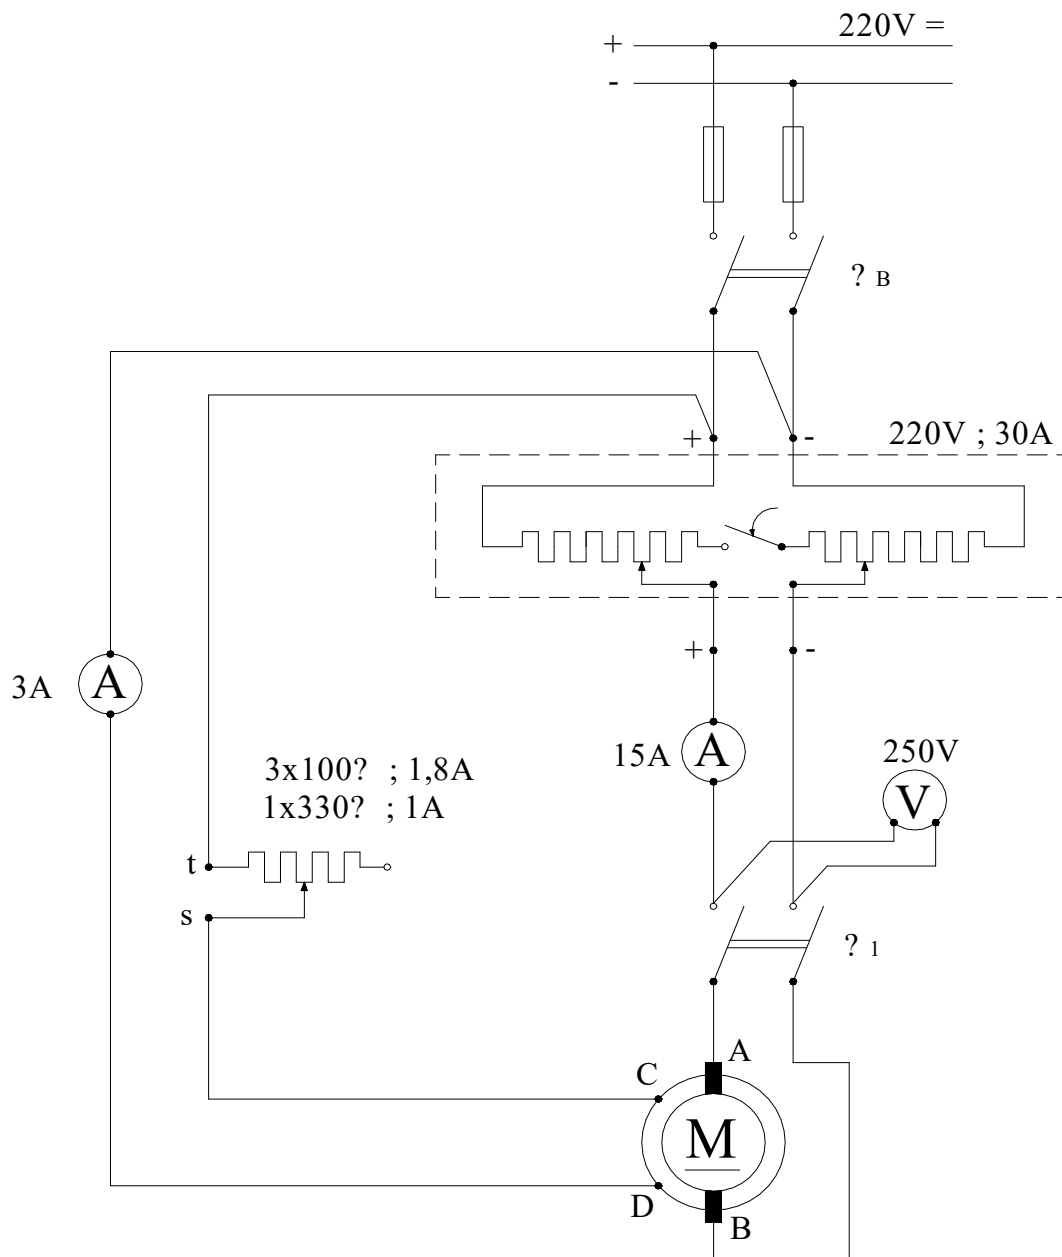 220V =
+
-
? B
+ -
220V ; 30A
+ -
3A
A
15A
A
250V
V
3x100? ; 1,8A
1x330? ; 1A
t
s
? 1
A
C
M
D
B